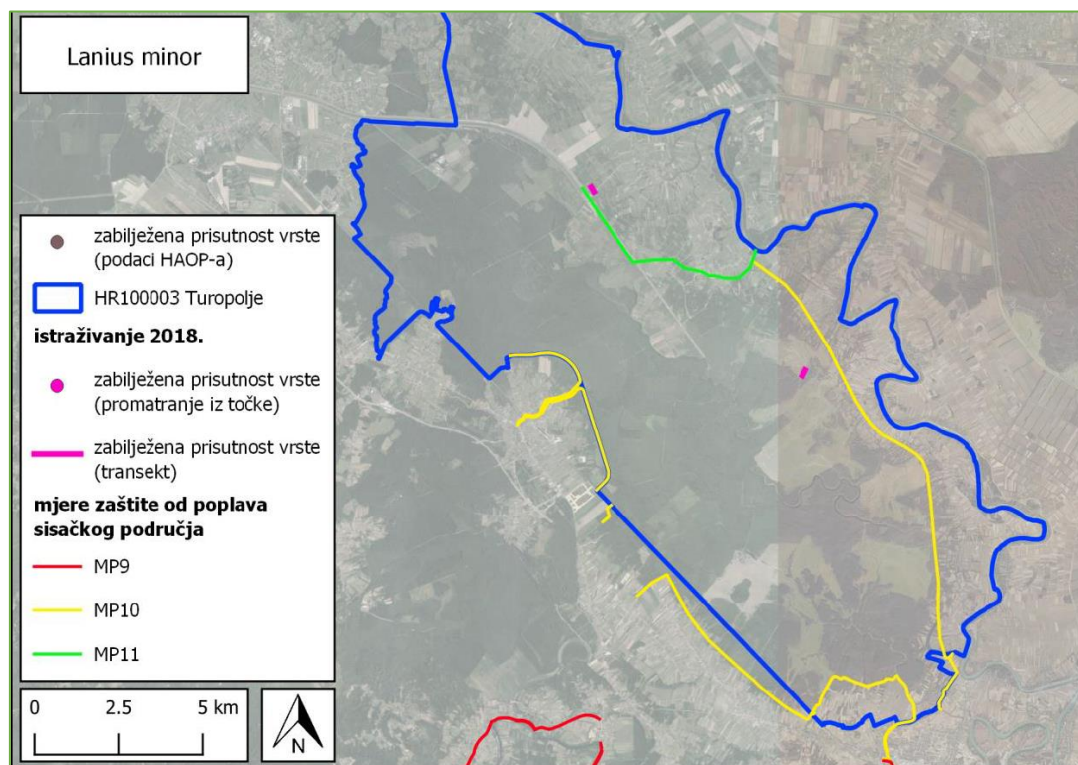 Lanius minor
zabilježena prisutnost vrste
(podaci HAOP-a)
HR100003 Turopolje
istraživanje 2018.
zabilježena prisutnost vrste
(promatranje iz točke)
zabilježena prisutnost vrste
(transekt)
mjere zaštite od poplava
sisačkog područja
MP9
MP10
MP11
0 2.5 5 km
N